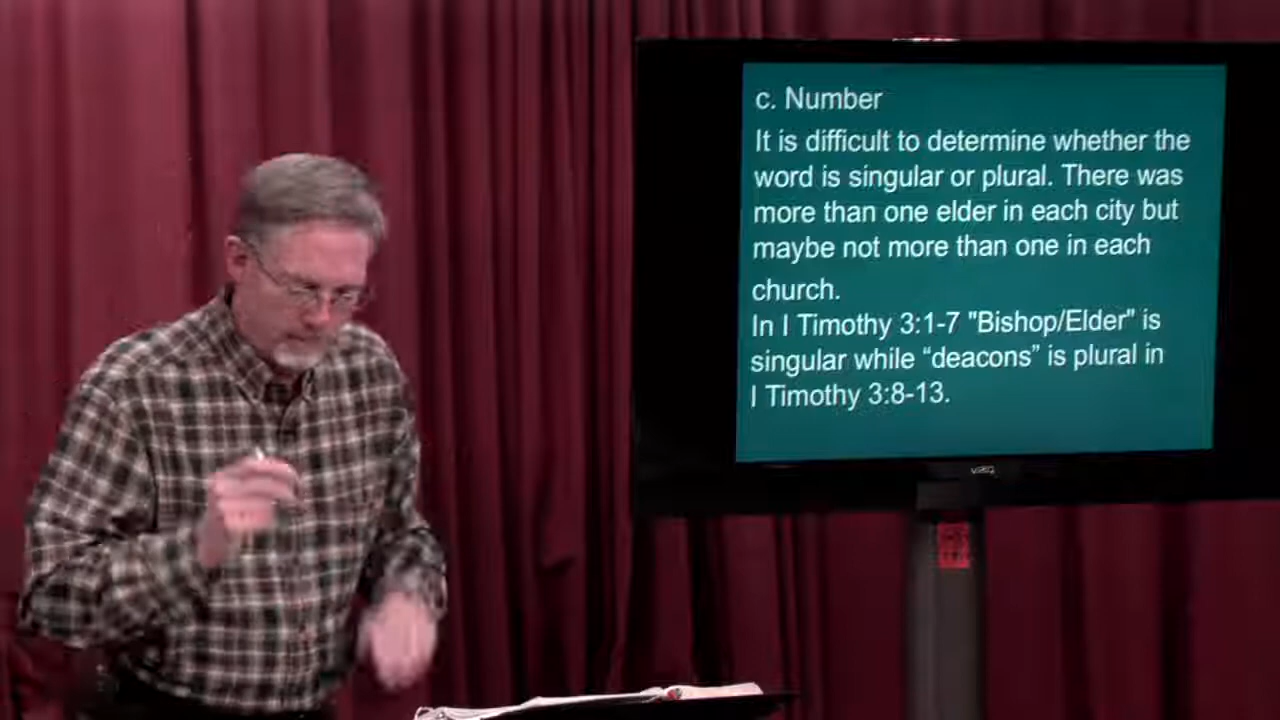 c. Number
It is difficult to determine whether the
word is singular or plural. There was
more than one elder in each city but
maybe not more than one in each
church.
In I Timothy 3:1-7 "Bishop/Elder" is
singular while “deacons” is plural in
I Timothy 3:8-13.
VIZIO